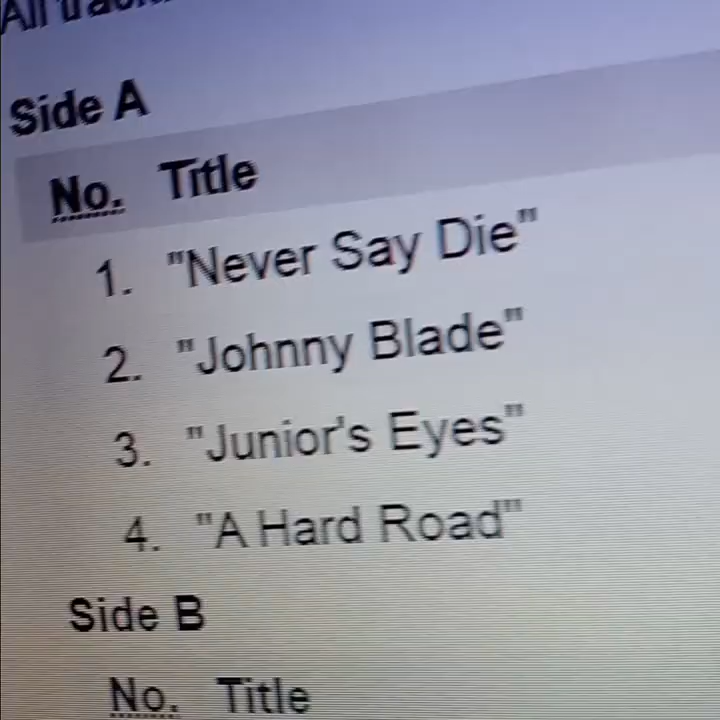 Side A
No. Title
1. "Never Say Die"
2. "Johnny Blade"
3. "Junior's Eyes"
4. "A Hard Road"
Side B
No. Title